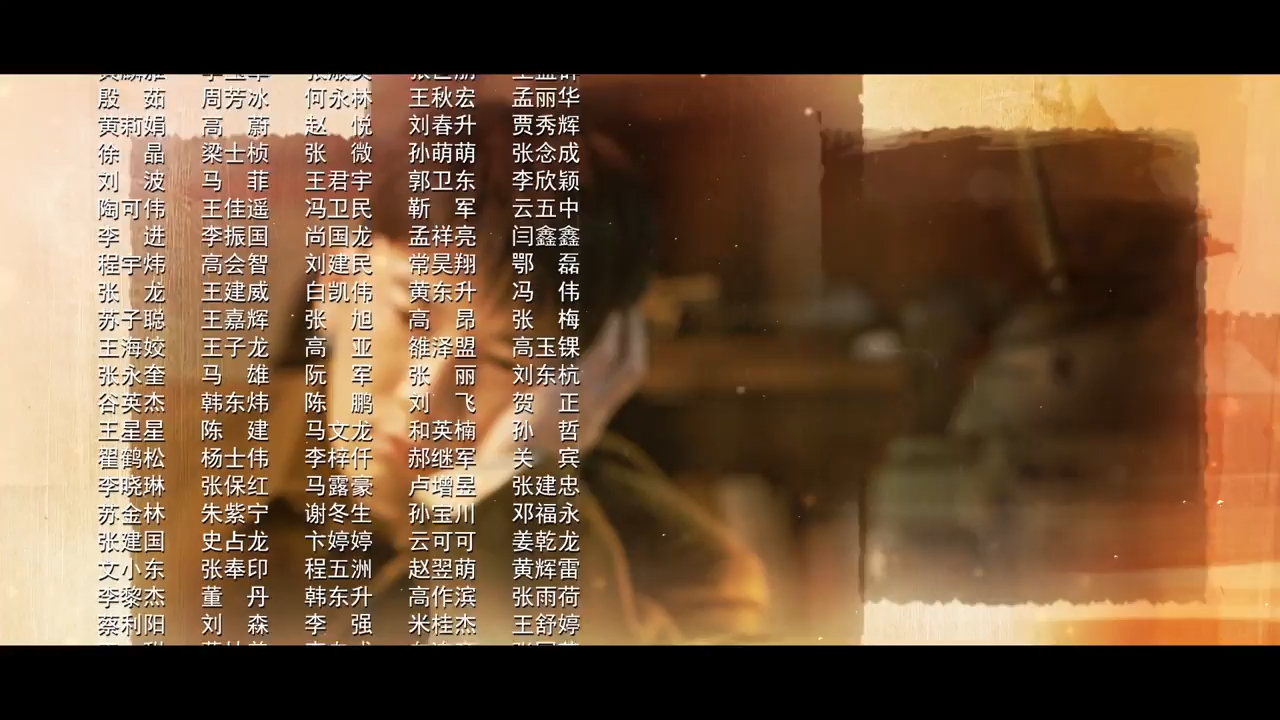 殷　茹　周芳冰　何永林　王秋宏　孟丽华
黄莉娟　高　蔚　赵　悦　刘春升　贾秀辉
徐　晶　梁士桢　张　微　孙萌萌　张念成
刘　波　马　菲　王君宇　郭卫东　李欣颖
陶可伟　王佳遥　冯卫民　靳　军　云五中
李　进　李振国　尚国龙　孟祥亮　闫鑫鑫
程宇炜　高会智　刘建民　常昊翔　鄂　磊
张　龙　王建威　白凯伟　黄东升　冯　伟
苏子聪　王嘉辉　张　旭　高　昂　张　梅
王海姣　王子龙　高　亚　雒泽盟　高玉锞
张永奎　马　雄　阮　军　张　丽　刘东杭
谷英杰　韩东炜　陈　鹏　刘　飞　贺　正
王星星　陈　建　马文龙　和英楠　孙　哲
翟鹤松　杨士伟　李梓仟　郝继军　关　宾
李晓琳　张保红　马露豪　卢增昱　张建忠
苏金林　朱紫宁　谢冬生　孙宝川　邓福永
张建国　史占龙　卞婷婷　云可可　姜乾龙
文小东　张奉印　程五洲　赵翌萌　黄辉雷
李黎杰　董　丹　韩东升　高作滨　张雨荷
蔡利阳　刘　森　李　强　米桂杰　王舒婷